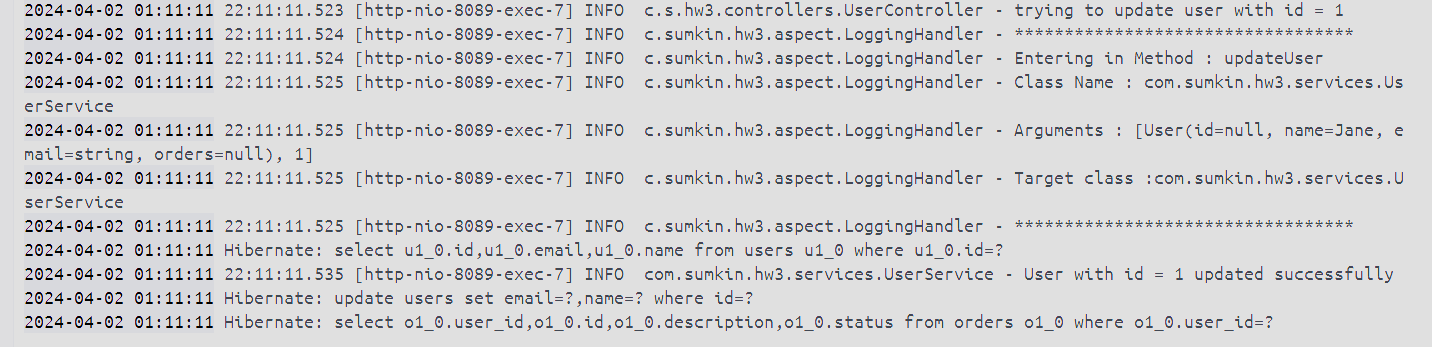 2024-04-02 01:11:11 22:11:11.523 [http-nio-8089-exec-7] INFO  c.s.hw3.controllers.UserController - trying to update user with id = 1
2024-04-02 01:11:11 22:11:11.524 [http-nio-8089-exec-7] INFO  c.sumkin.hw3.aspect.LoggingHandler - **********************************
2024-04-02 01:11:11 22:11:11.524 [http-nio-8089-exec-7] INFO  c.sumkin.hw3.aspect.LoggingHandler - Entering in Method : updateUser
2024-04-02 01:11:11 22:11:11.525 [http-nio-8089-exec-7] INFO  c.sumkin.hw3.aspect.LoggingHandler - Class Name : com.sumkin.hw3.services.Us
erService
2024-04-02 01:11:11 22:11:11.525 [http-nio-8089-exec-7] INFO  c.sumkin.hw3.aspect.LoggingHandler - Arguments : [User(id=null, name=Jane, e
mail=string, orders=null), 1]
2024-04-02 01:11:11 22:11:11.525 [http-nio-8089-exec-7] INFO  c.sumkin.hw3.aspect.LoggingHandler - Target class :com.sumkin.hw3.services.U
serService
2024-04-02 01:11:11 22:11:11.525 [http-nio-8089-exec-7] INFO  c.sumkin.hw3.aspect.LoggingHandler - **********************************
2024-04-02 01:11:11 Hibernate: select u1_0.id,u1_0.email,u1_0.name from users u1_0 where u1_0.id=?
2024-04-02 01:11:11 22:11:11.535 [http-nio-8089-exec-7] INFO  com.sumkin.hw3.services.UserService - User with id = 1 updated successfully
2024-04-02 01:11:11 Hibernate: update users set email=?,name=? where id=?
2024-04-02 01:11:11 Hibernate: select o1_0.user_id,o1_0.id,o1_0.description,o1_0.status from orders o1_0 where o1_0.user_id=?